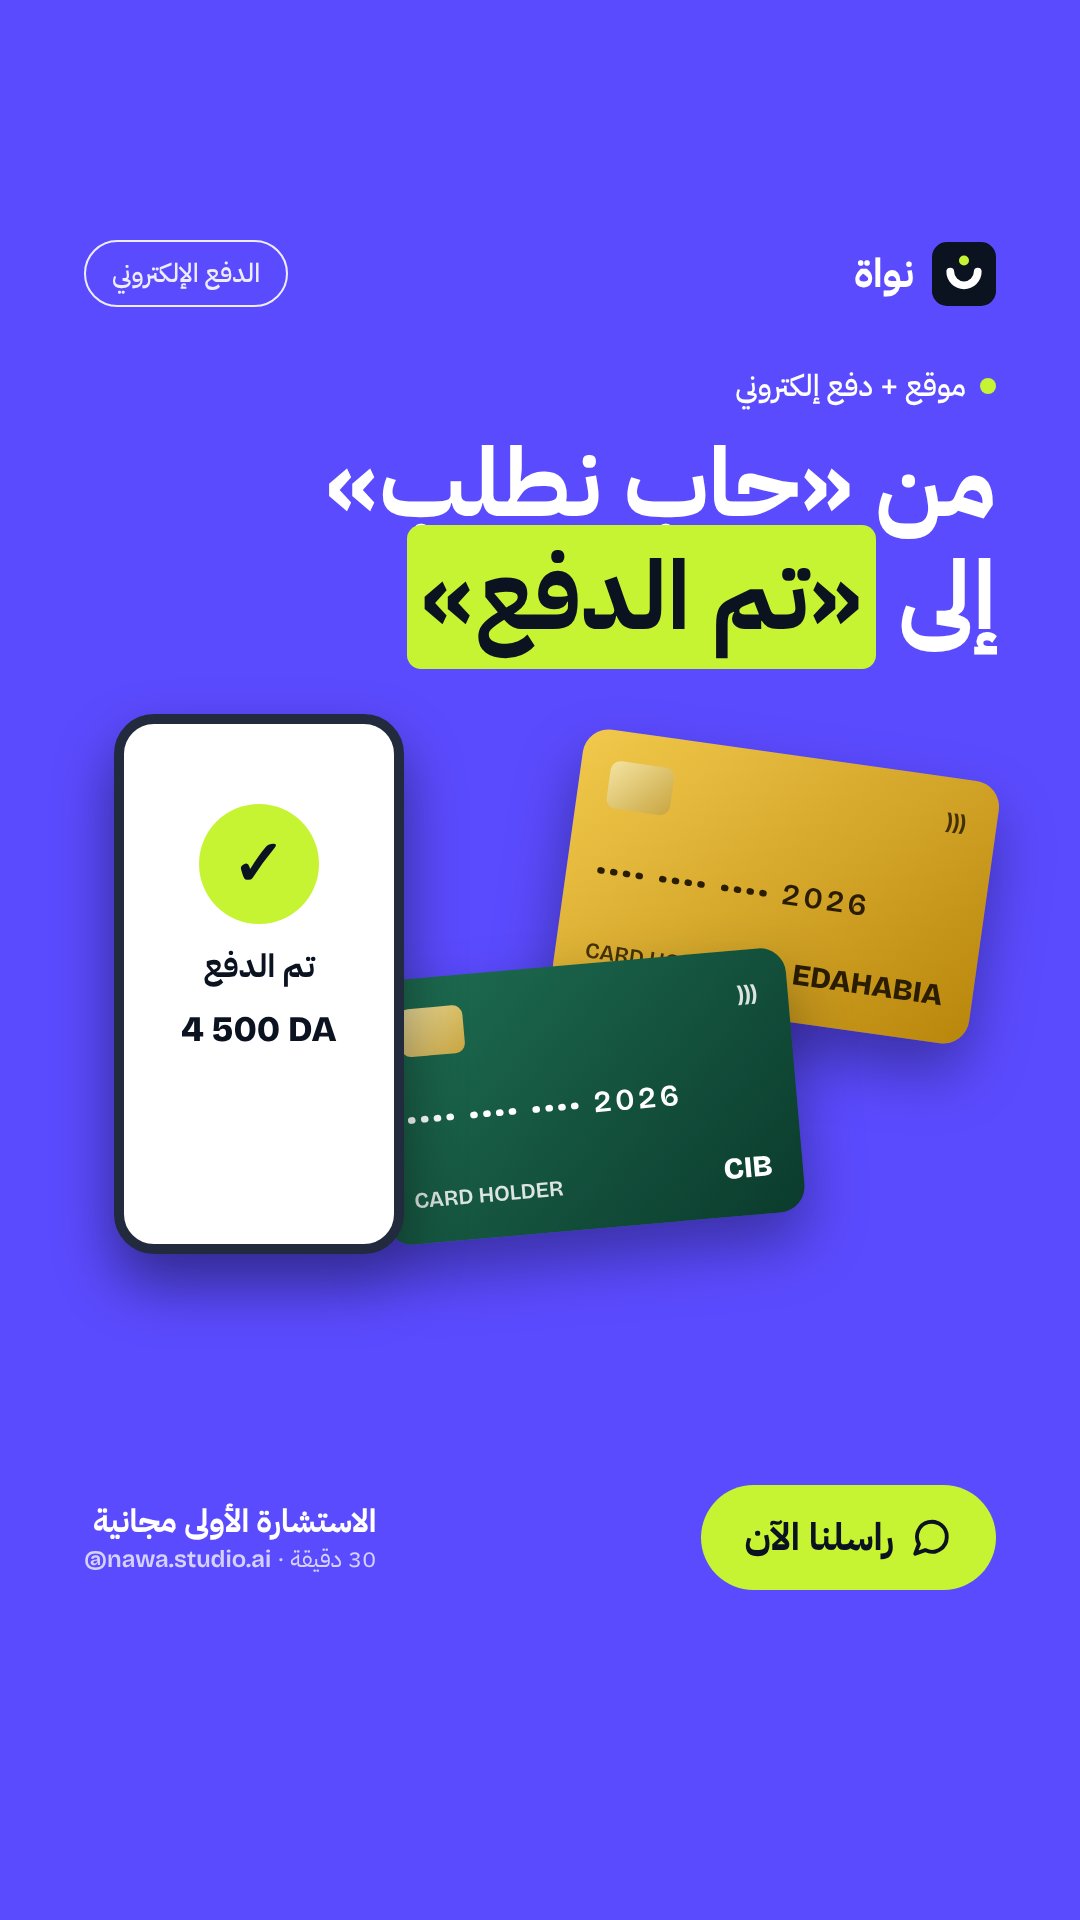 نواة
الدفع الإلكتروني
موقع + دفع إلكتروني
من «حاب نطلب»
إلى «تم الدفع»
✓
تم الدفع
4 500 DA
•••• •••• •••• 2026
EDAHABIA
•••• •••• •••• 2026
CARD HOLDER
CIB
راسلنا الآن
الاستشارة الأولى مجانية
30 دقيقة · @nawa.studio.ai